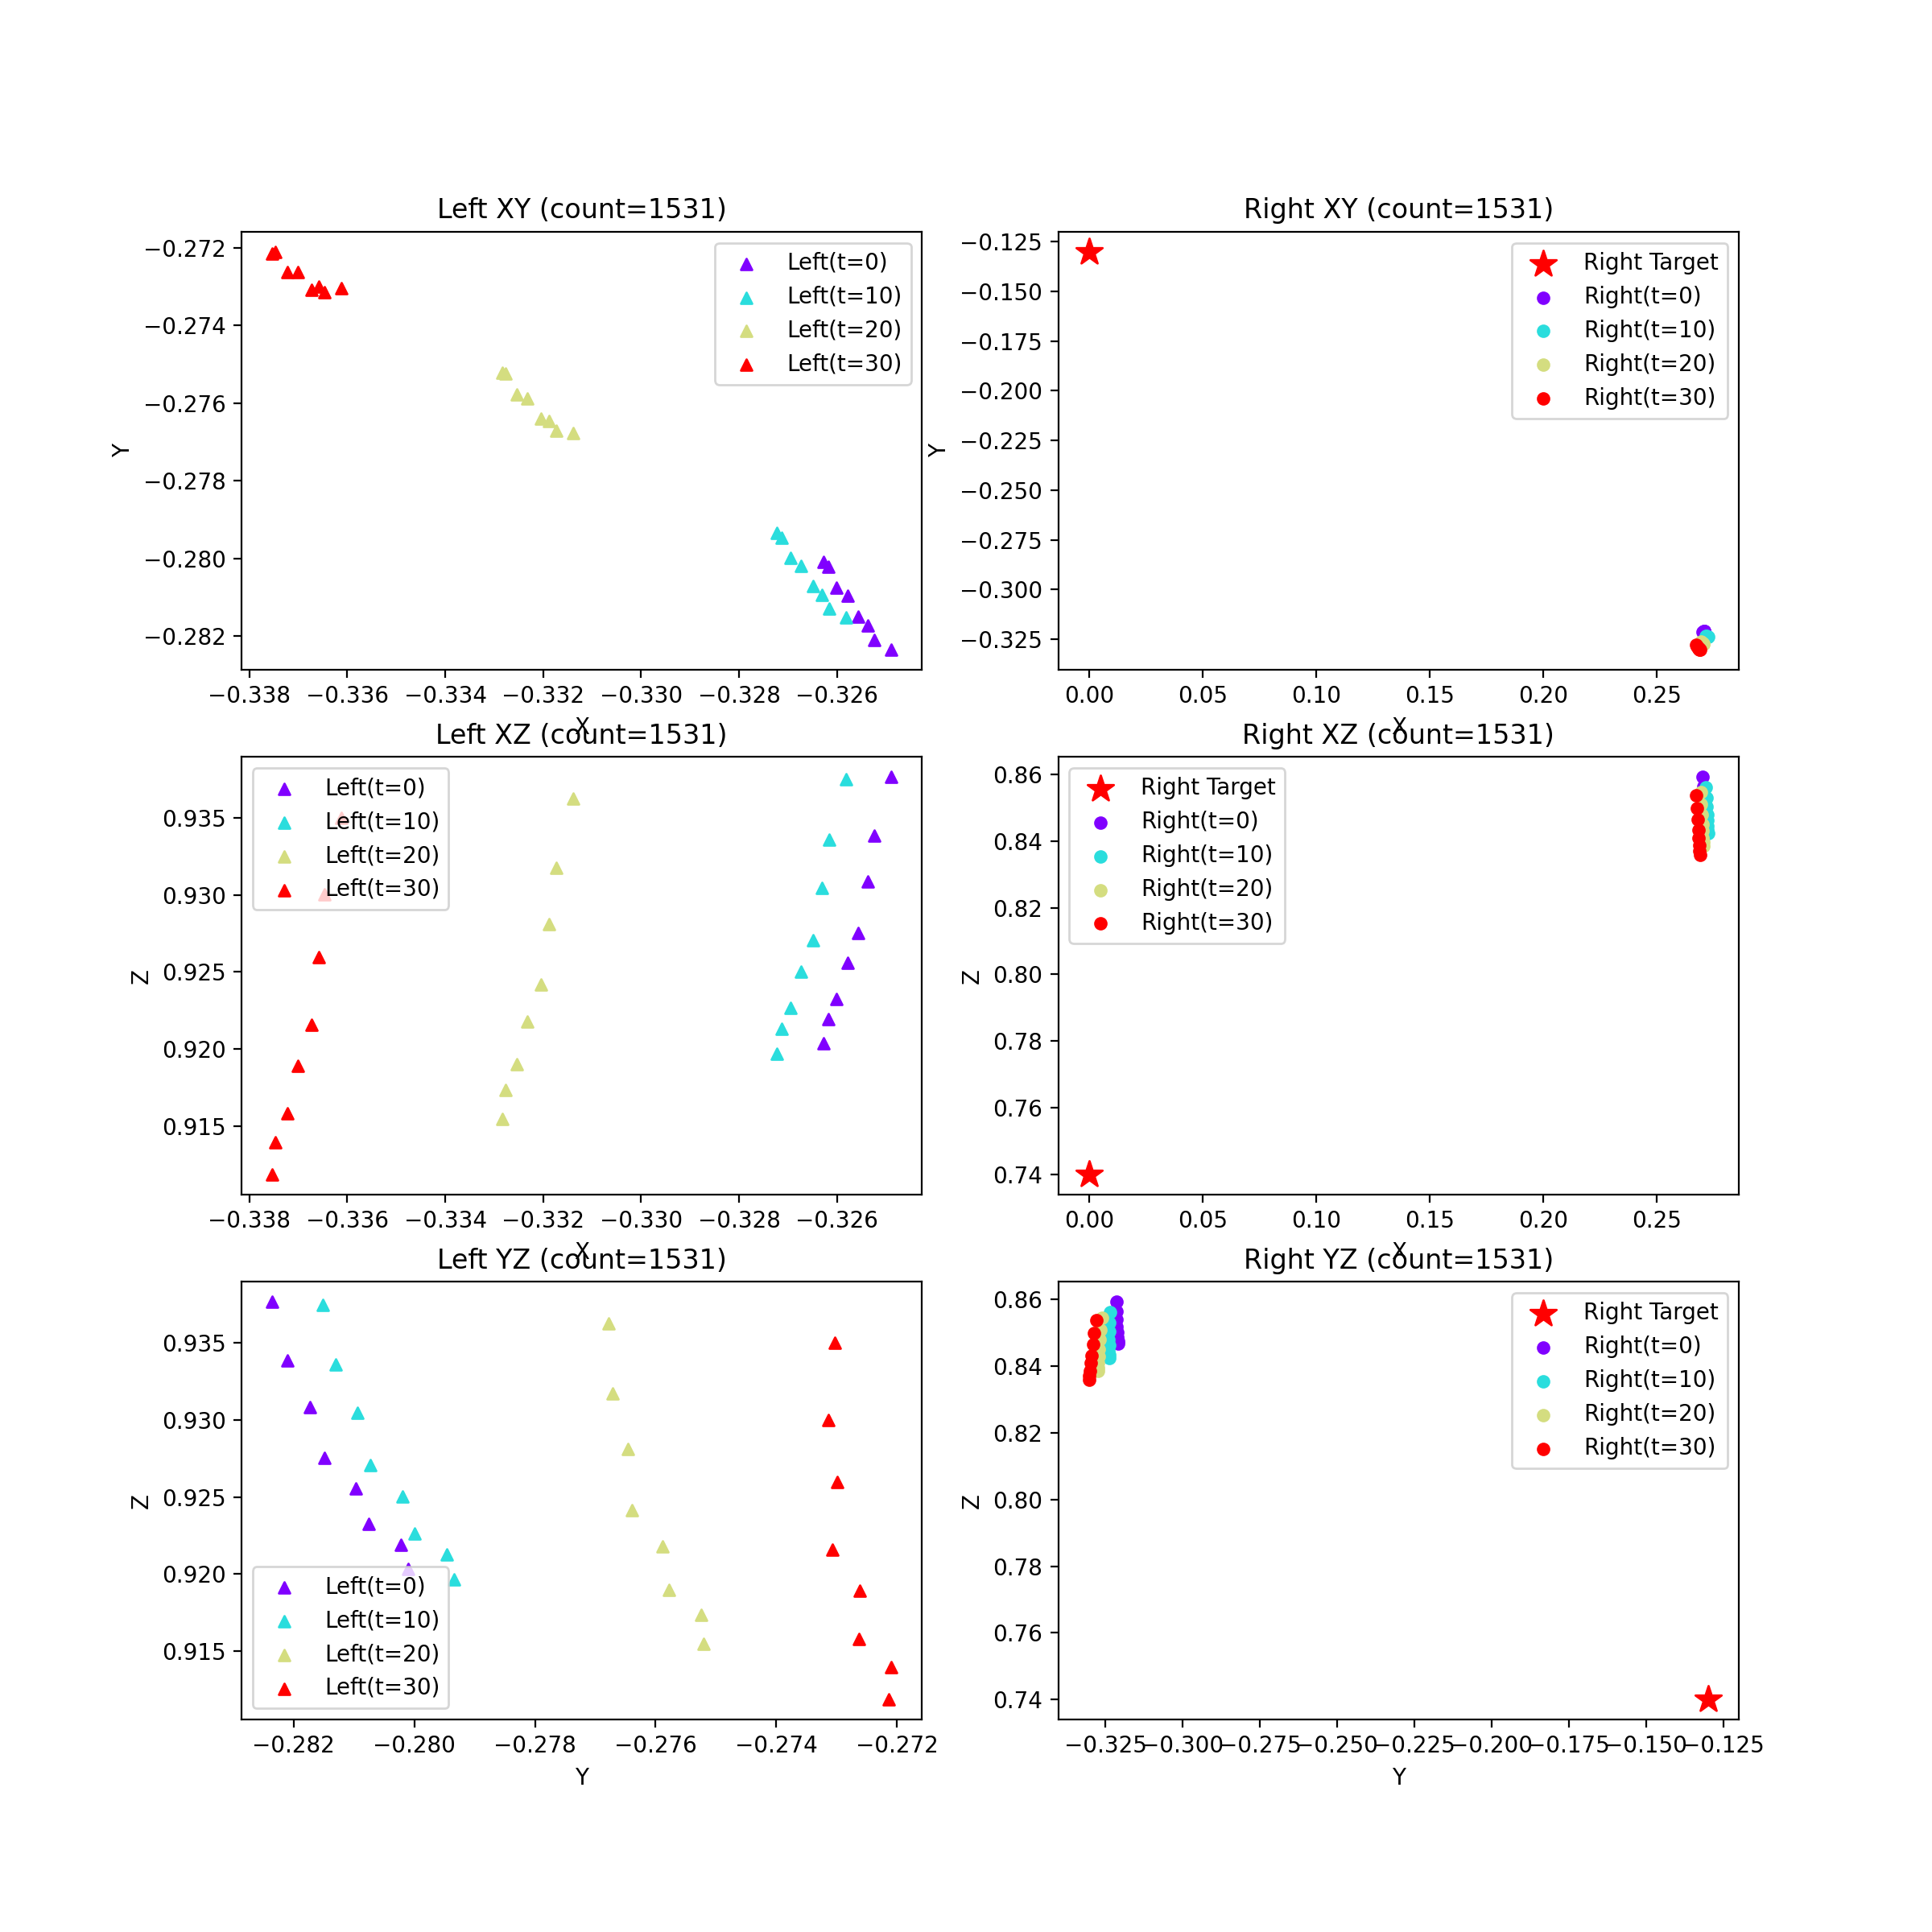 Left XY (count=1531)
−0.272
−0.274
−0.276
−0.278
−0.280
−0.282
Y
Left(t=0)
Left(t=10)
Left(t=20)
Left(t=30)
−0.338 −0.336 −0.334 −0.332 −0.330 −0.328 −0.326
X
Right XY (count=1531)
−0.125
−0.150
−0.175
−0.200
−0.225
−0.250
−0.275
−0.300
−0.325
Y
Right Target
Right(t=0)
Right(t=10)
Right(t=20)
Right(t=30)
0.00 0.05 0.10 0.15 0.20 0.25
X
Left XZ (count=1531)
0.935
0.930
0.925
0.920
0.915
Z
Left(t=0)
Left(t=10)
Left(t=20)
Left(t=30)
−0.338 −0.336 −0.334 −0.332 −0.330 −0.328 −0.326
X
Right XZ (count=1531)
0.86
0.84
0.82
0.80
0.78
0.76
0.74
Z
Right Target
Right(t=0)
Right(t=10)
Right(t=20)
Right(t=30)
0.00 0.05 0.10 0.15 0.20 0.25
X
Left YZ (count=1531)
0.935
0.930
0.925
0.920
0.915
Z
Left(t=0)
Left(t=10)
Left(t=20)
Left(t=30)
−0.282 −0.280 −0.278 −0.276 −0.274 −0.272
Y
Right YZ (count=1531)
0.86
0.84
0.82
0.80
0.78
0.76
0.74
Z
Right Target
Right(t=0)
Right(t=10)
Right(t=20)
Right(t=30)
−0.325 −0.300 −0.275 −0.250 −0.225 −0.200 −0.175 −0.150 −0.125
Y